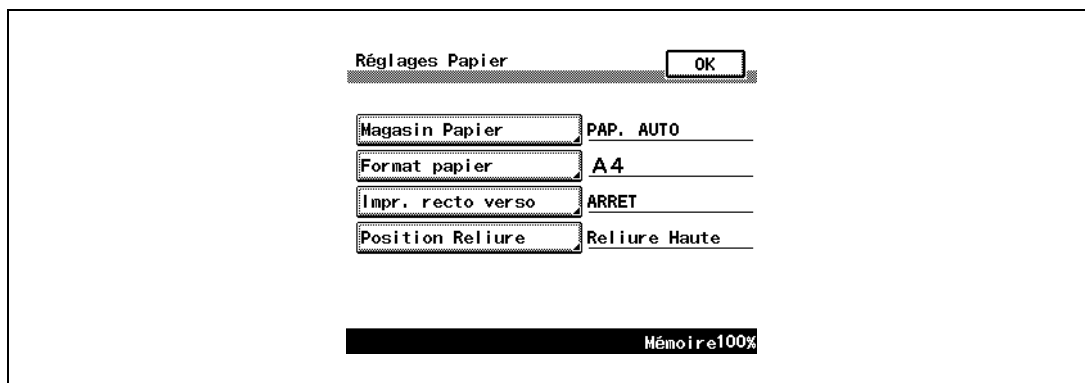 Réglages Papier OK
Magasin Papier PAP. AUTO
Format papier A4
Impr. recto verso ARRET
Position Reliure Reliure Haute
Mémoire100%